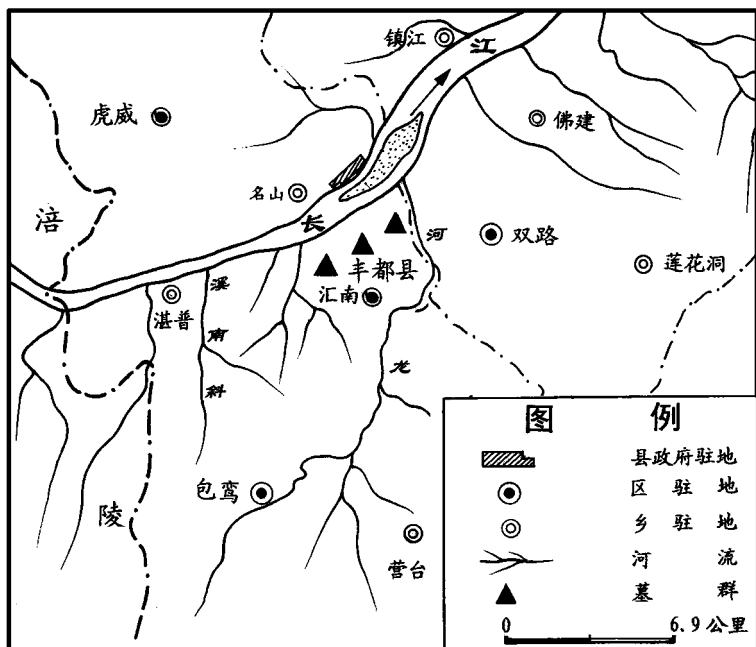 镇江
江
虎威
佛建
名山
长
涪
河
双路
丰都县
莲花洞
汇南
湛普
溪南斜
龙
包鸾
陵
营台
图 例
县政府驻地
区驻地
乡驻地
河流
墓群
0 6.9公里